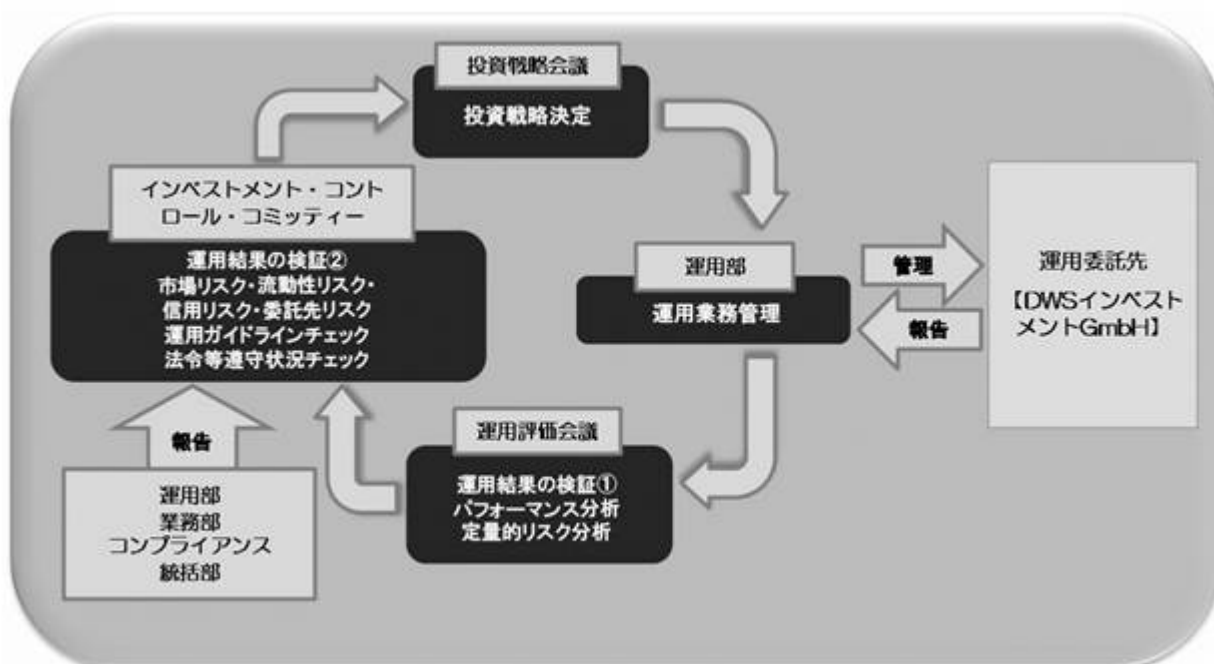 投資戦略会議
投資戦略決定
インベストメント・コント
ロール・コミッティー
運用結果の検証②
市場リスク・流動性リスク・
信用リスク・委託先リスク
運用ガイドラインチェック
法令等遵守状況チェック
運用部
運用業務管理
管理
報告
運用委託先
【DWSインベスト
メントGmbH】
運用評価会議
運用結果の検証①
パフォーマンス分析
定量的リスク分析
報告
運用部
業務部
コンプライアンス
統括部